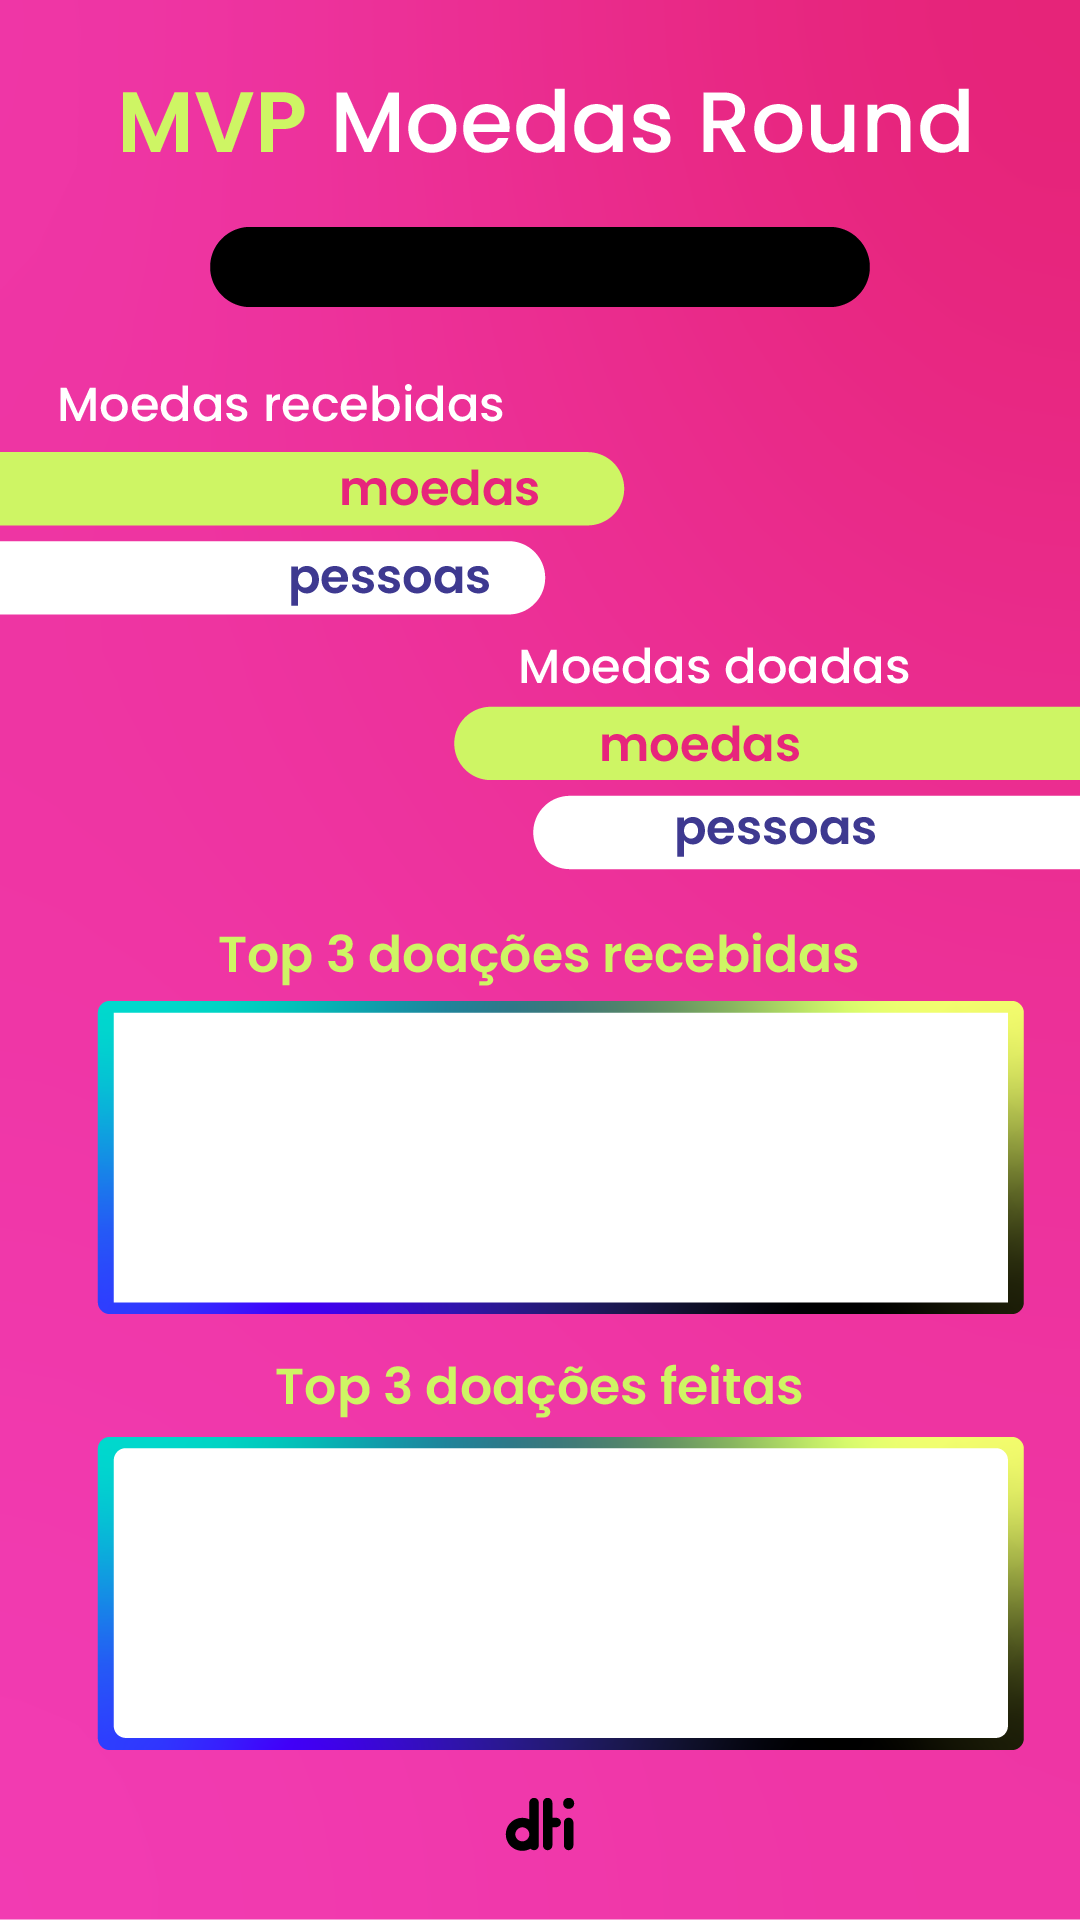 MVP Moedas Round
Moedas recebidas
moedas
pessoas
Moedas doadas
moedas
pessoas
Top 3 doações recebidas
Top 3 doações feitas
dti